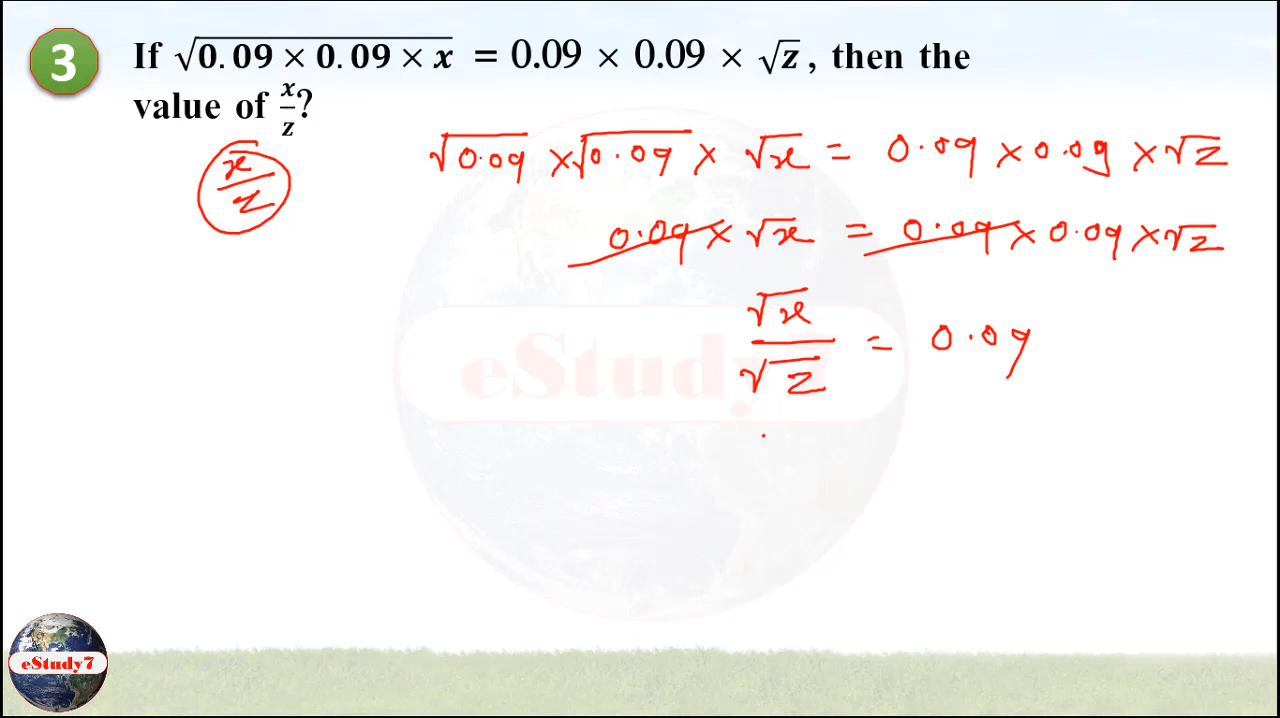 3
If √0.09 × 0.09 × x = 0.09 × 0.09 × √z, then the
value of x/z?
x/z
√0.09 × √0.09 × √x = 0.09 × 0.09 × √z
0.09 × √x = 0.09 × 0.09 × √z
√x/√z = 0.09
eStudy7
eStudy7